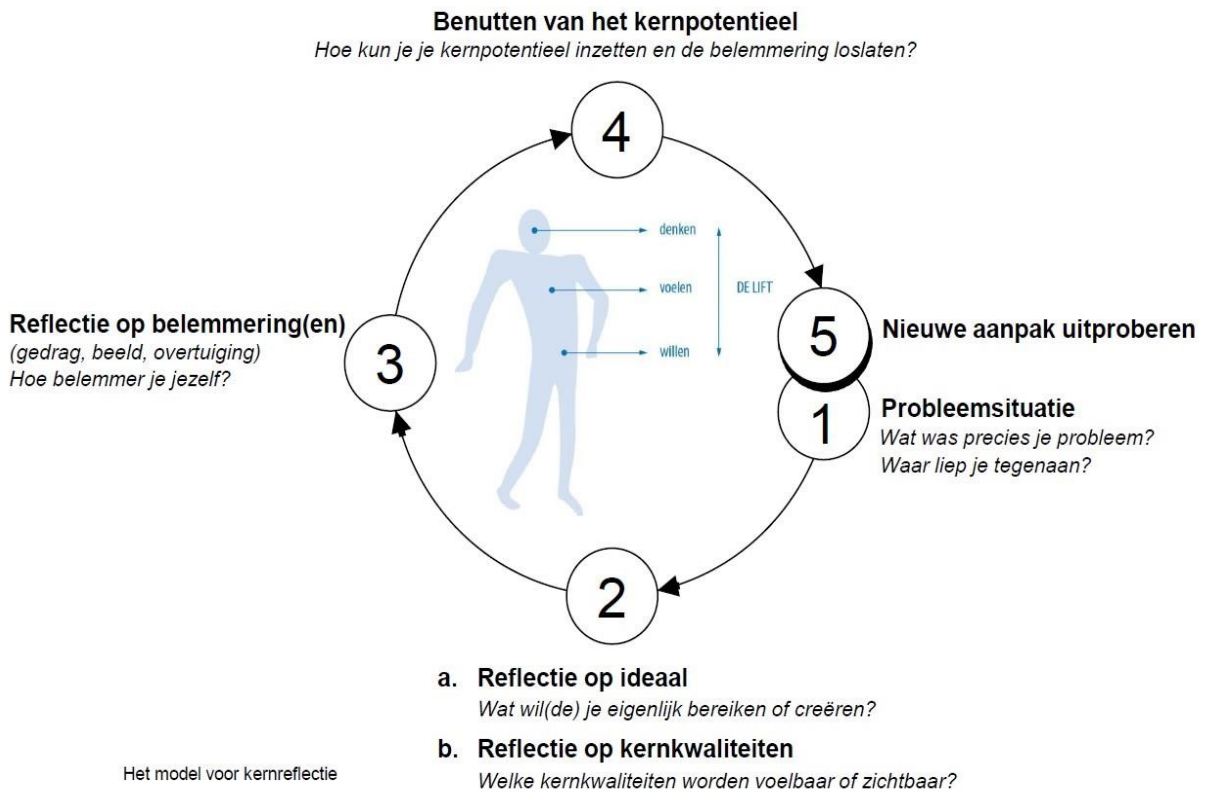 Benutten van het kernpotentieel
Hoe kun je je kernpotentieel inzetten en de belemmering loslaten?
4
denken
voelen
DE LIFT
willen
Reflectie op belemmering(en)
(gedrag, beeld, overtuiging)
Hoe belemmer je jezelf?
3
5
Nieuwe aanpak uitproberen
1
Probleemsituatie
Wat was precies je probleem?
Waar liep je tegenaan?
2
a. Reflectie op ideaal
Wat wil(de) je eigenlijk bereiken of creëren?
b. Reflectie op kernkwaliteiten
Welke kernkwaliteiten worden voelbaar of zichtbaar?
Het model voor kernreflectie